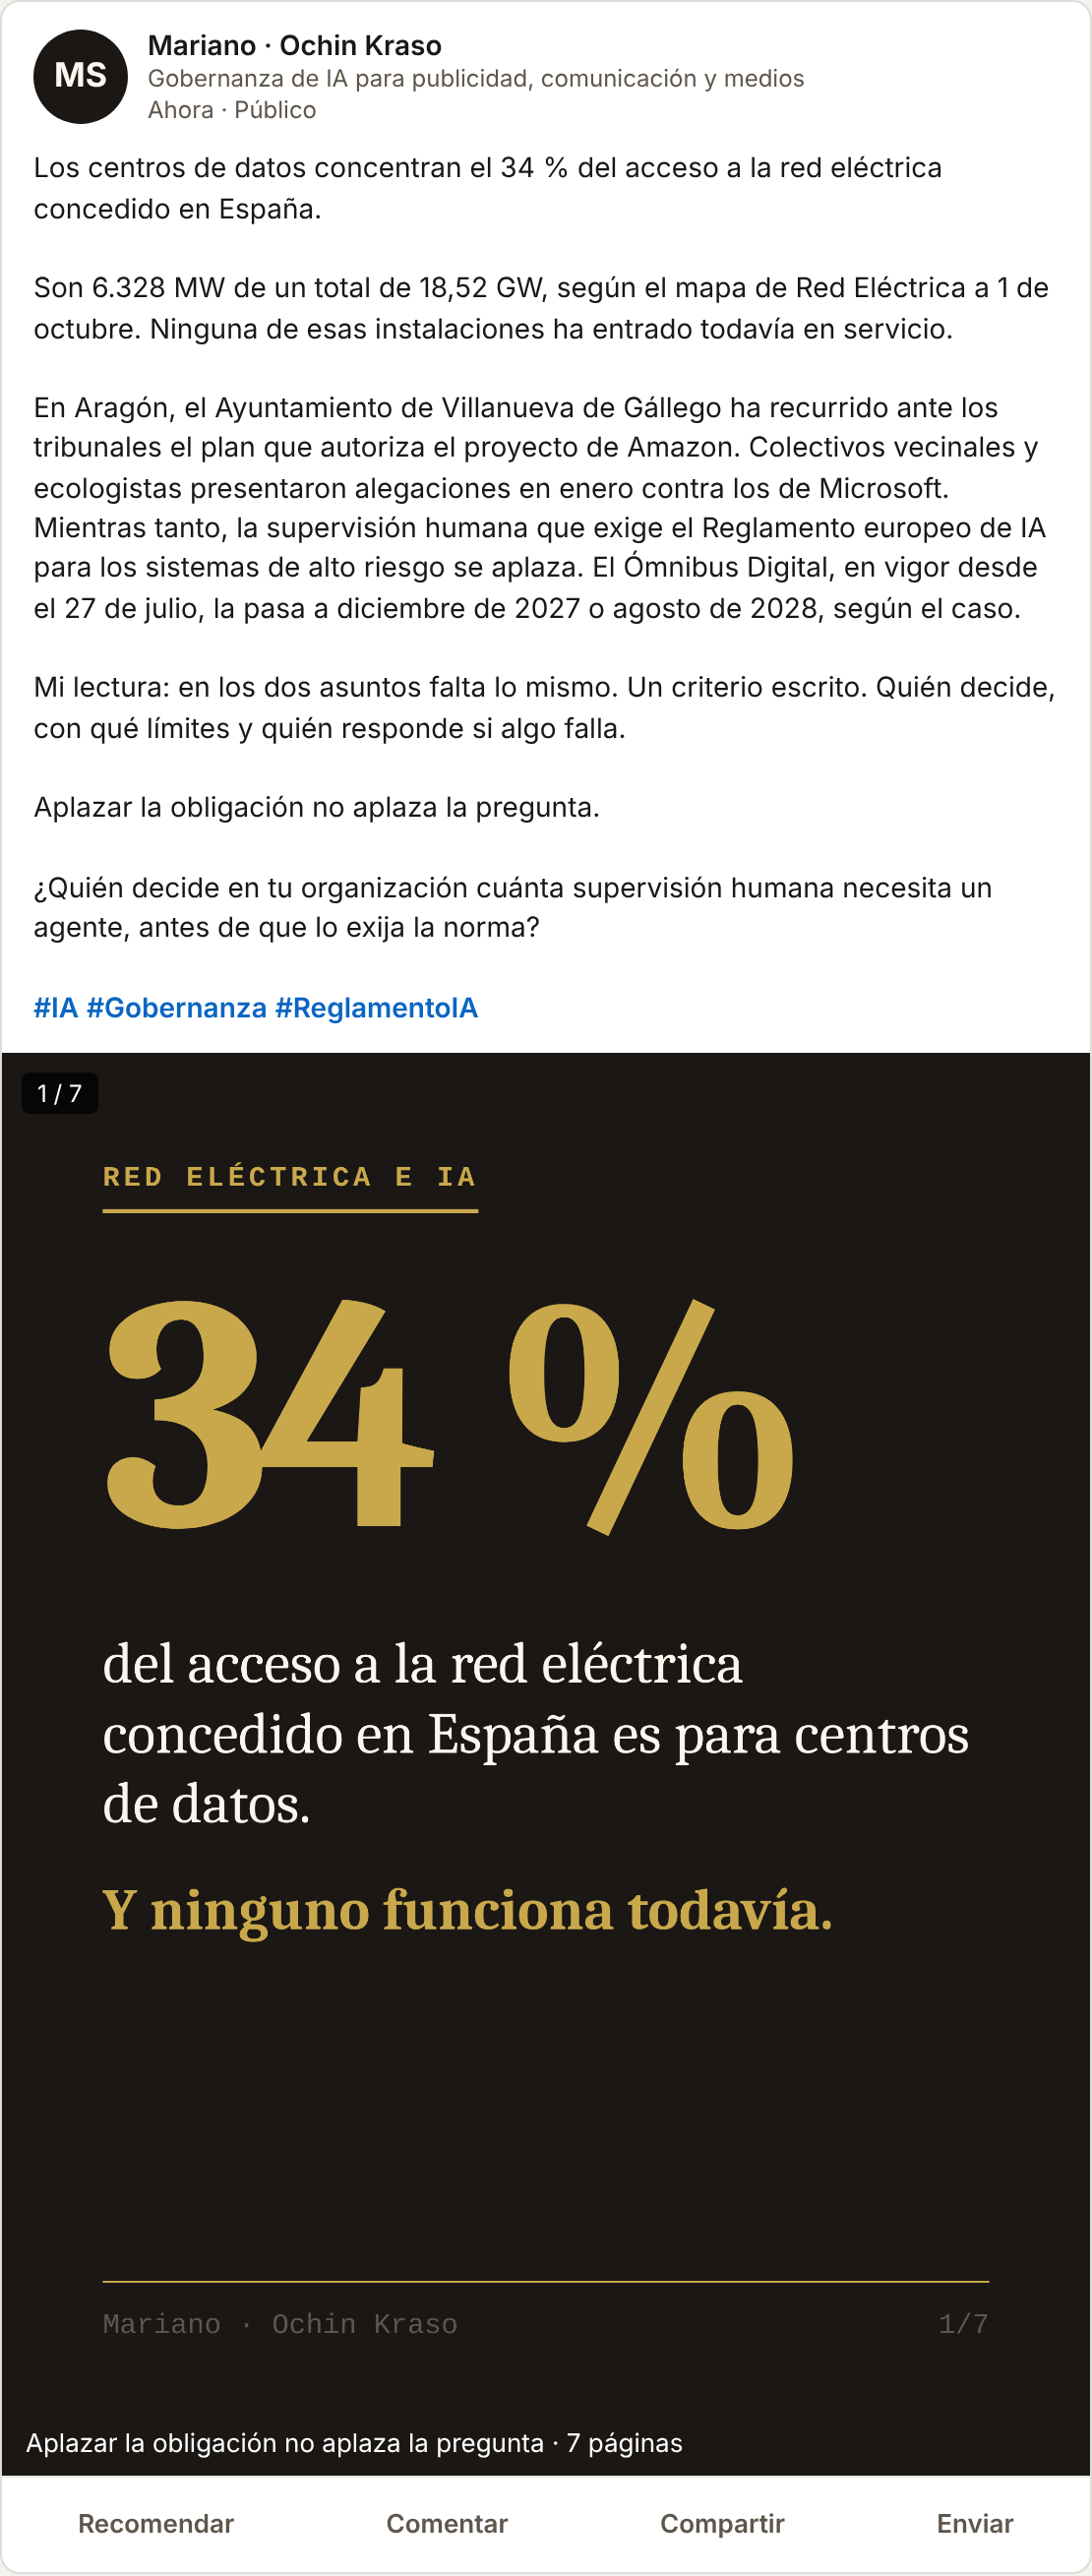 MS
Mariano · Ochin Kraso
Gobernanza de IA para publicidad, comunicación y medios
Ahora · Público
Los centros de datos concentran el 34 % del acceso a la red eléctrica
concedido en España.
Son 6.328 MW de un total de 18,52 GW, según el mapa de Red Eléctrica a 1 de
octubre. Ninguna de esas instalaciones ha entrado todavía en servicio.
En Aragón, el Ayuntamiento de Villanueva de Gállego ha recurrido ante los
tribunales el plan que autoriza el proyecto de Amazon. Colectivos vecinales y
ecologistas presentaron alegaciones en enero contra los de Microsoft.
Mientras tanto, la supervisión humana que exige el Reglamento europeo de IA
para los sistemas de alto riesgo se aplaza. El Ómnibus Digital, en vigor desde
el 27 de julio, la pasa a diciembre de 2027 o agosto de 2028, según el caso.
Mi lectura: en los dos asuntos falta lo mismo. Un criterio escrito. Quién decide,
con qué límites y quién responde si algo falla.
Aplazar la obligación no aplaza la pregunta.
¿Quién decide en tu organización cuánta supervisión humana necesita un
agente, antes de que lo exija la norma?
#IA #Gobernanza #ReglamentoIA
1 / 7
RED ELÉCTRICA E IA
34 %
del acceso a la red eléctrica
concedido en España es para centros
de datos.
Y ninguno funciona todavía.
Mariano · Ochin Kraso 1/7
Aplazar la obligación no aplaza la pregunta · 7 páginas
Recomendar Comentar Compartir Enviar